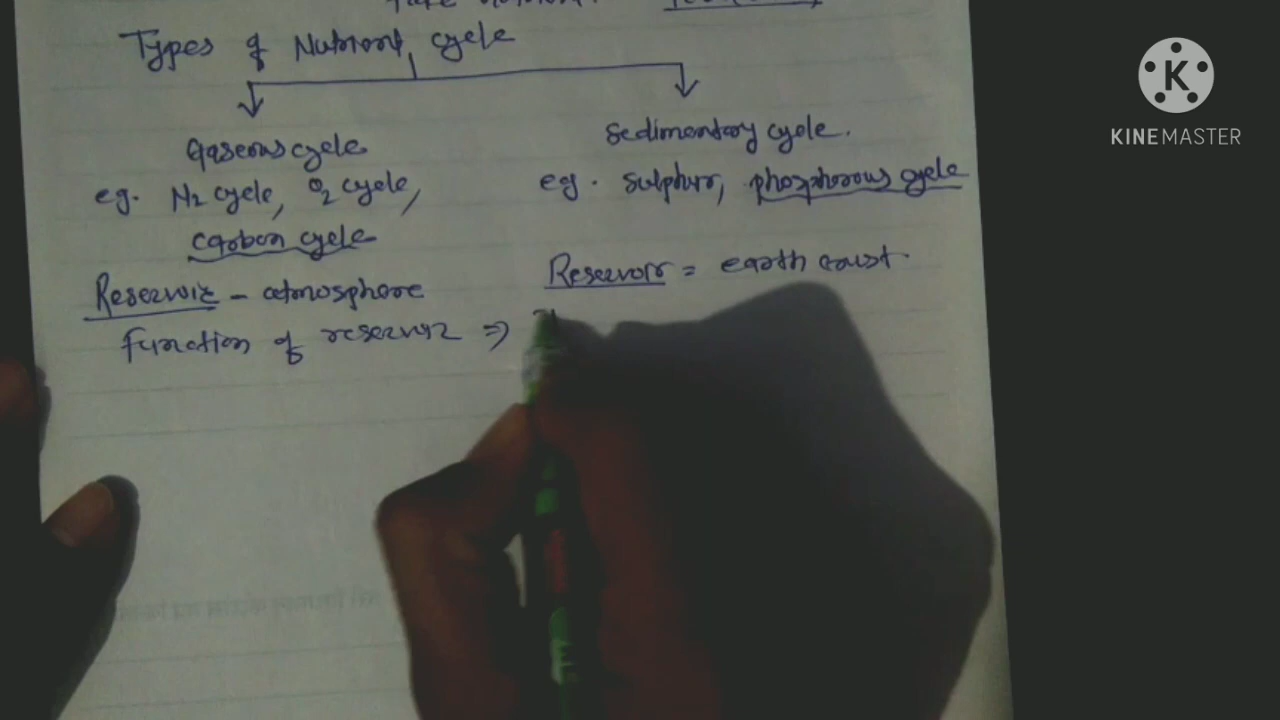 Types of Nutrient cycle
Gaseous cycle
eg. N2 cycle, O2 cycle,
carbon cycle
Reservoir - atmosphere
Sedimentary cycle.
eg. sulphur, phosphorous cycle
Reservoir = earth crust.
function of reservoir ⇒
K
KINEMASTER